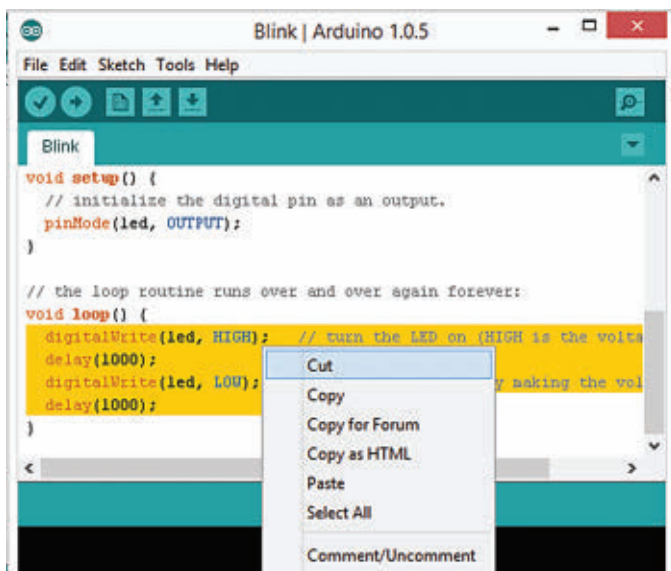 Blink | Arduino 1.0.5
File Edit Sketch Tools Help
Blink
void setup() {
// initialize the digital pin as an output.
pinMode(led, OUTPUT);
}
// the loop routine runs over and over again forever:
void loop() {
digitalWrite(led, HIGH); // turn the LED on (HIGH is the volta
delay(1000);
digitalWrite(led, LOW); y making the vol
delay(1000);
}
Cut
Copy
Copy for Forum
Copy as HTML
Paste
Select All
Comment/Uncomment